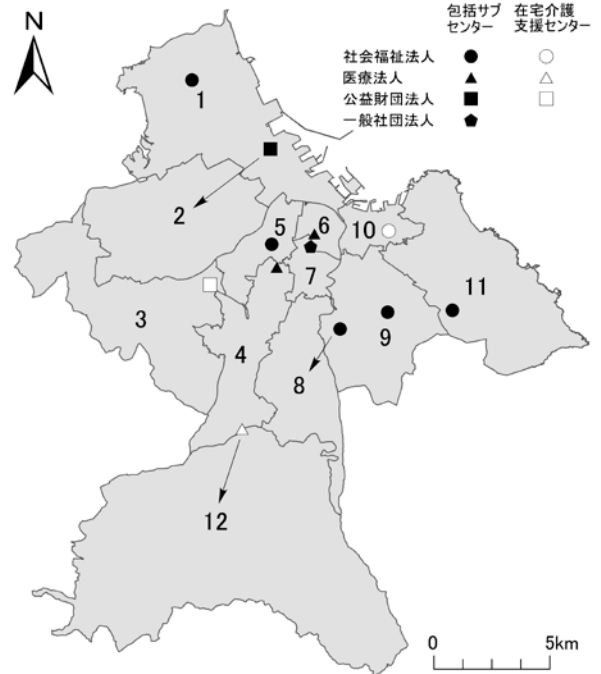 N
包括サブ
センター
在宅介護
支援センター
社会福祉法人
医療法人
公益財団法人
一般社団法人
1
2
3
4
5
6
7
8
9
10
11
12
0 5km